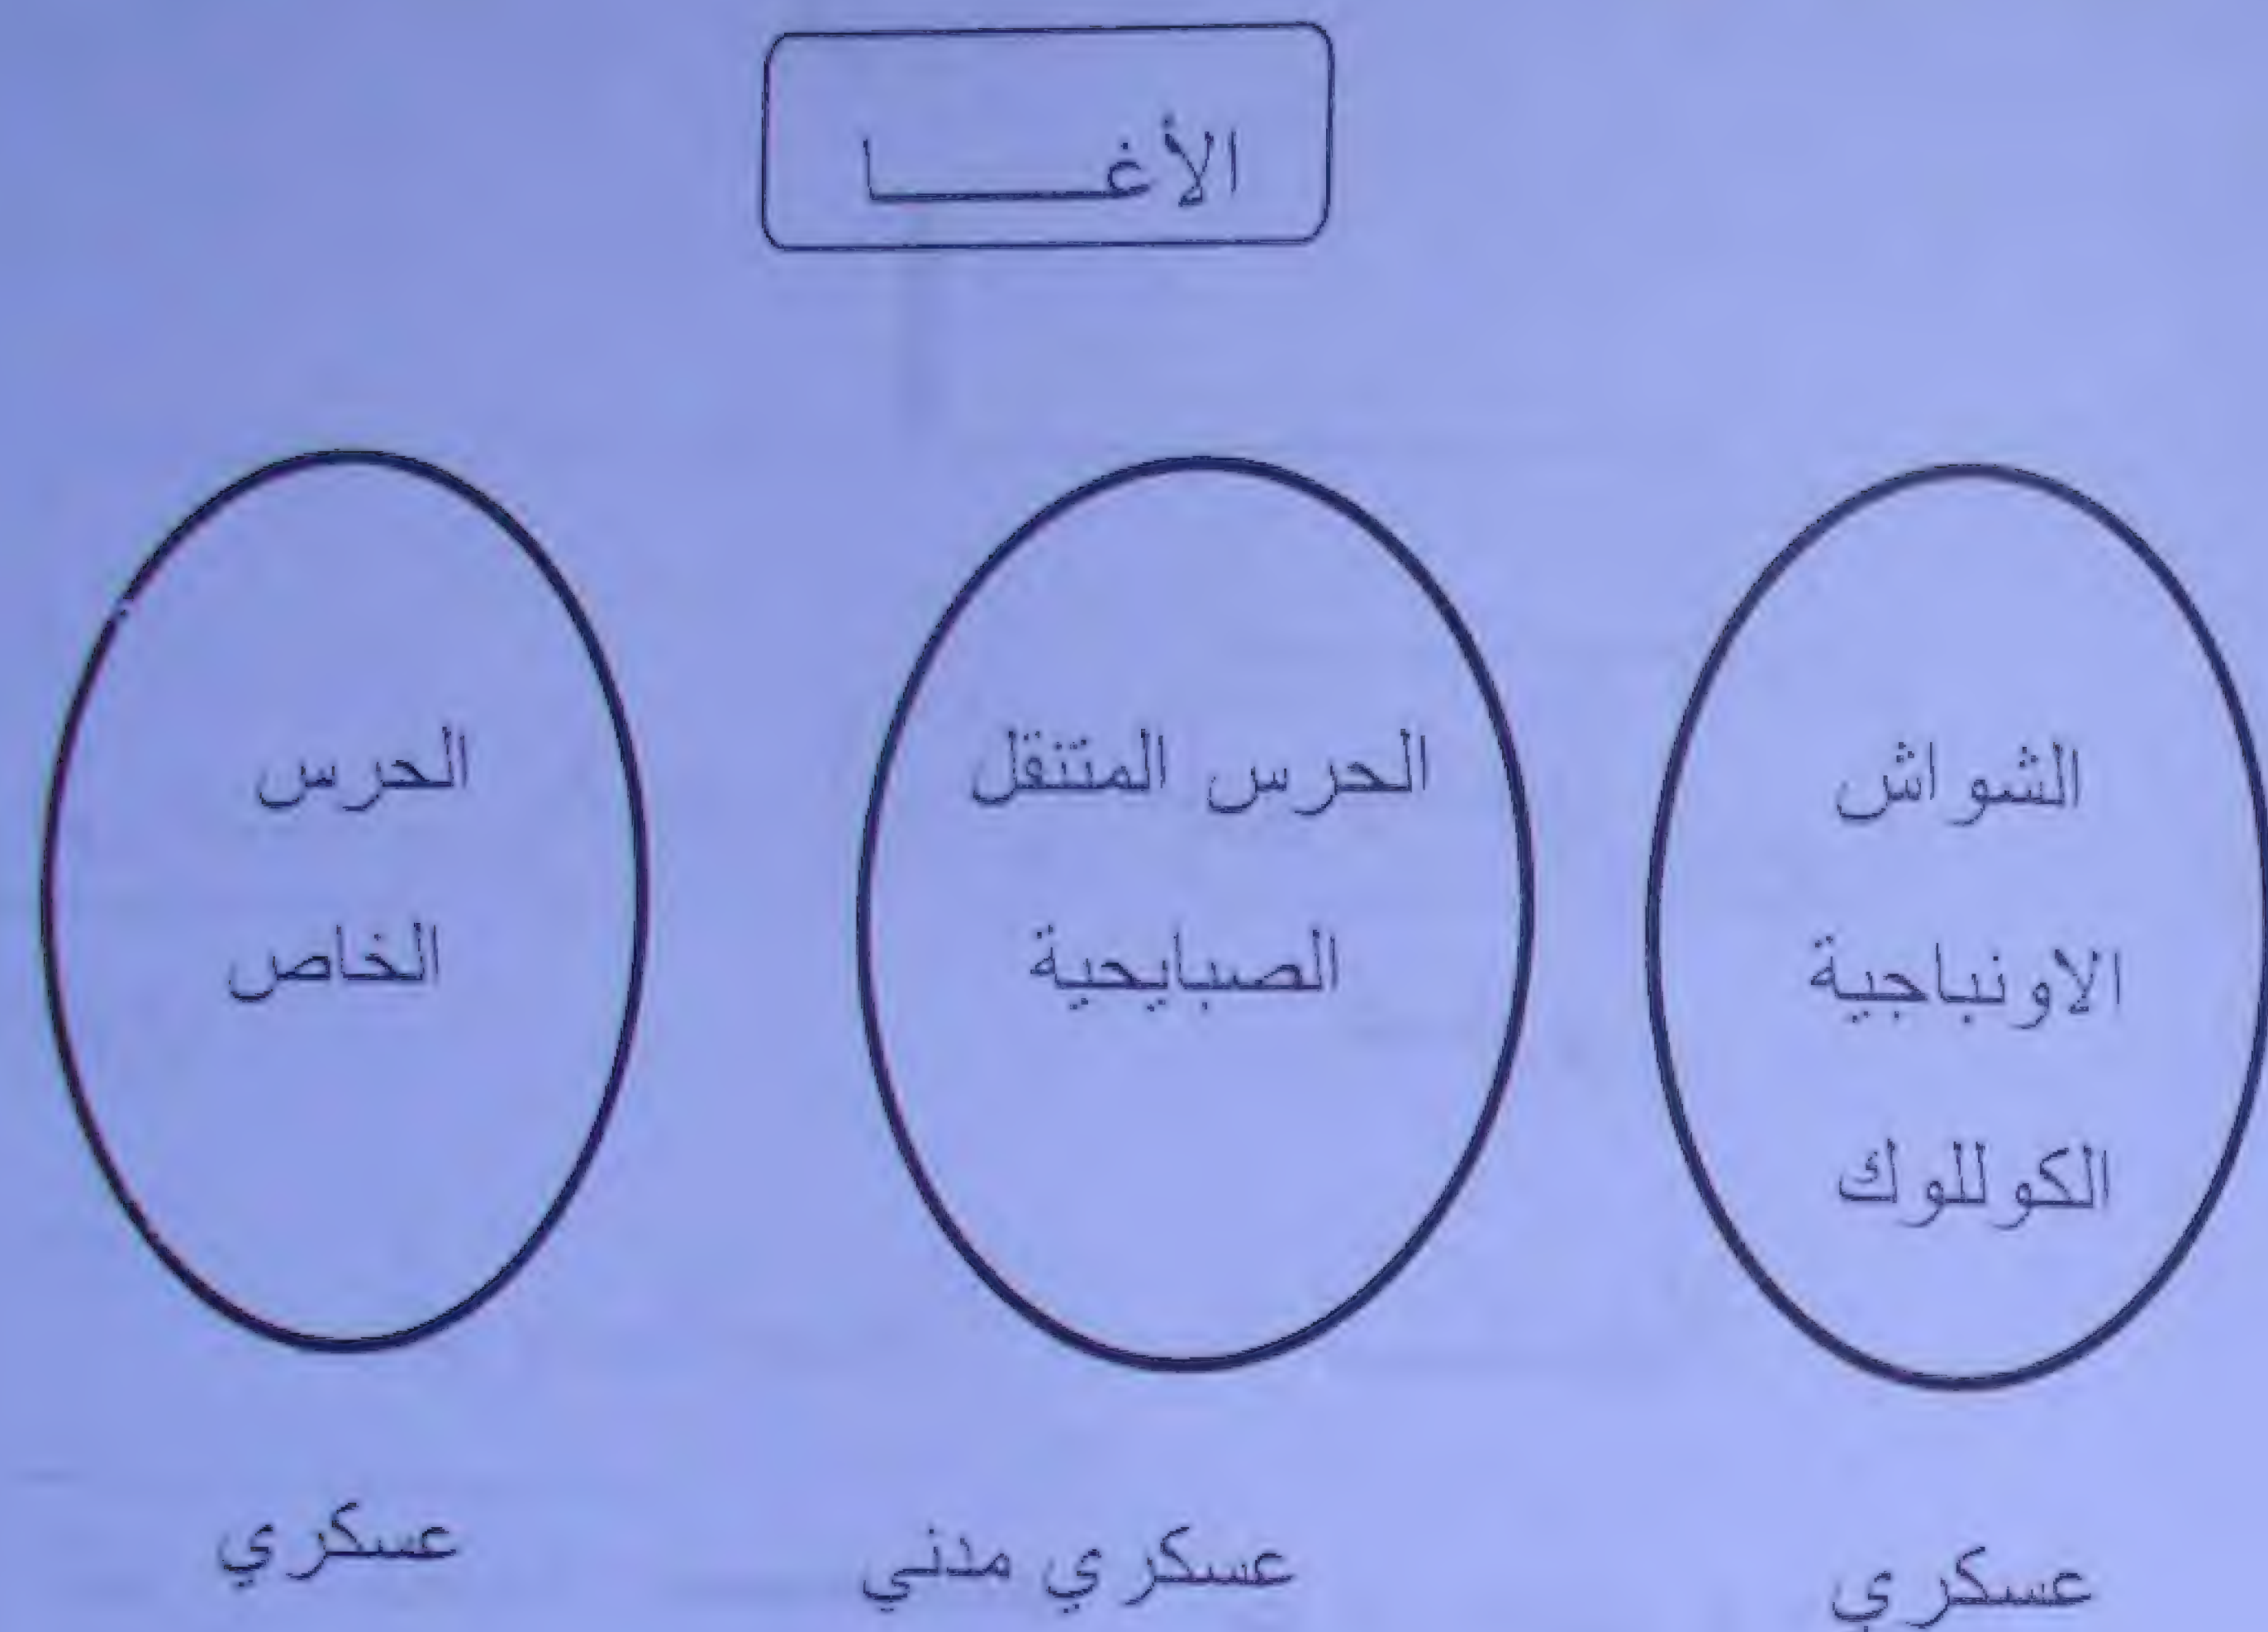 الأغـــــا
الشواش
الاونباجية
الكوللوك
الحرس المتنقل
الصبايحية
الحرس
الخاص
عسكري
عسكري مدني
عسكري